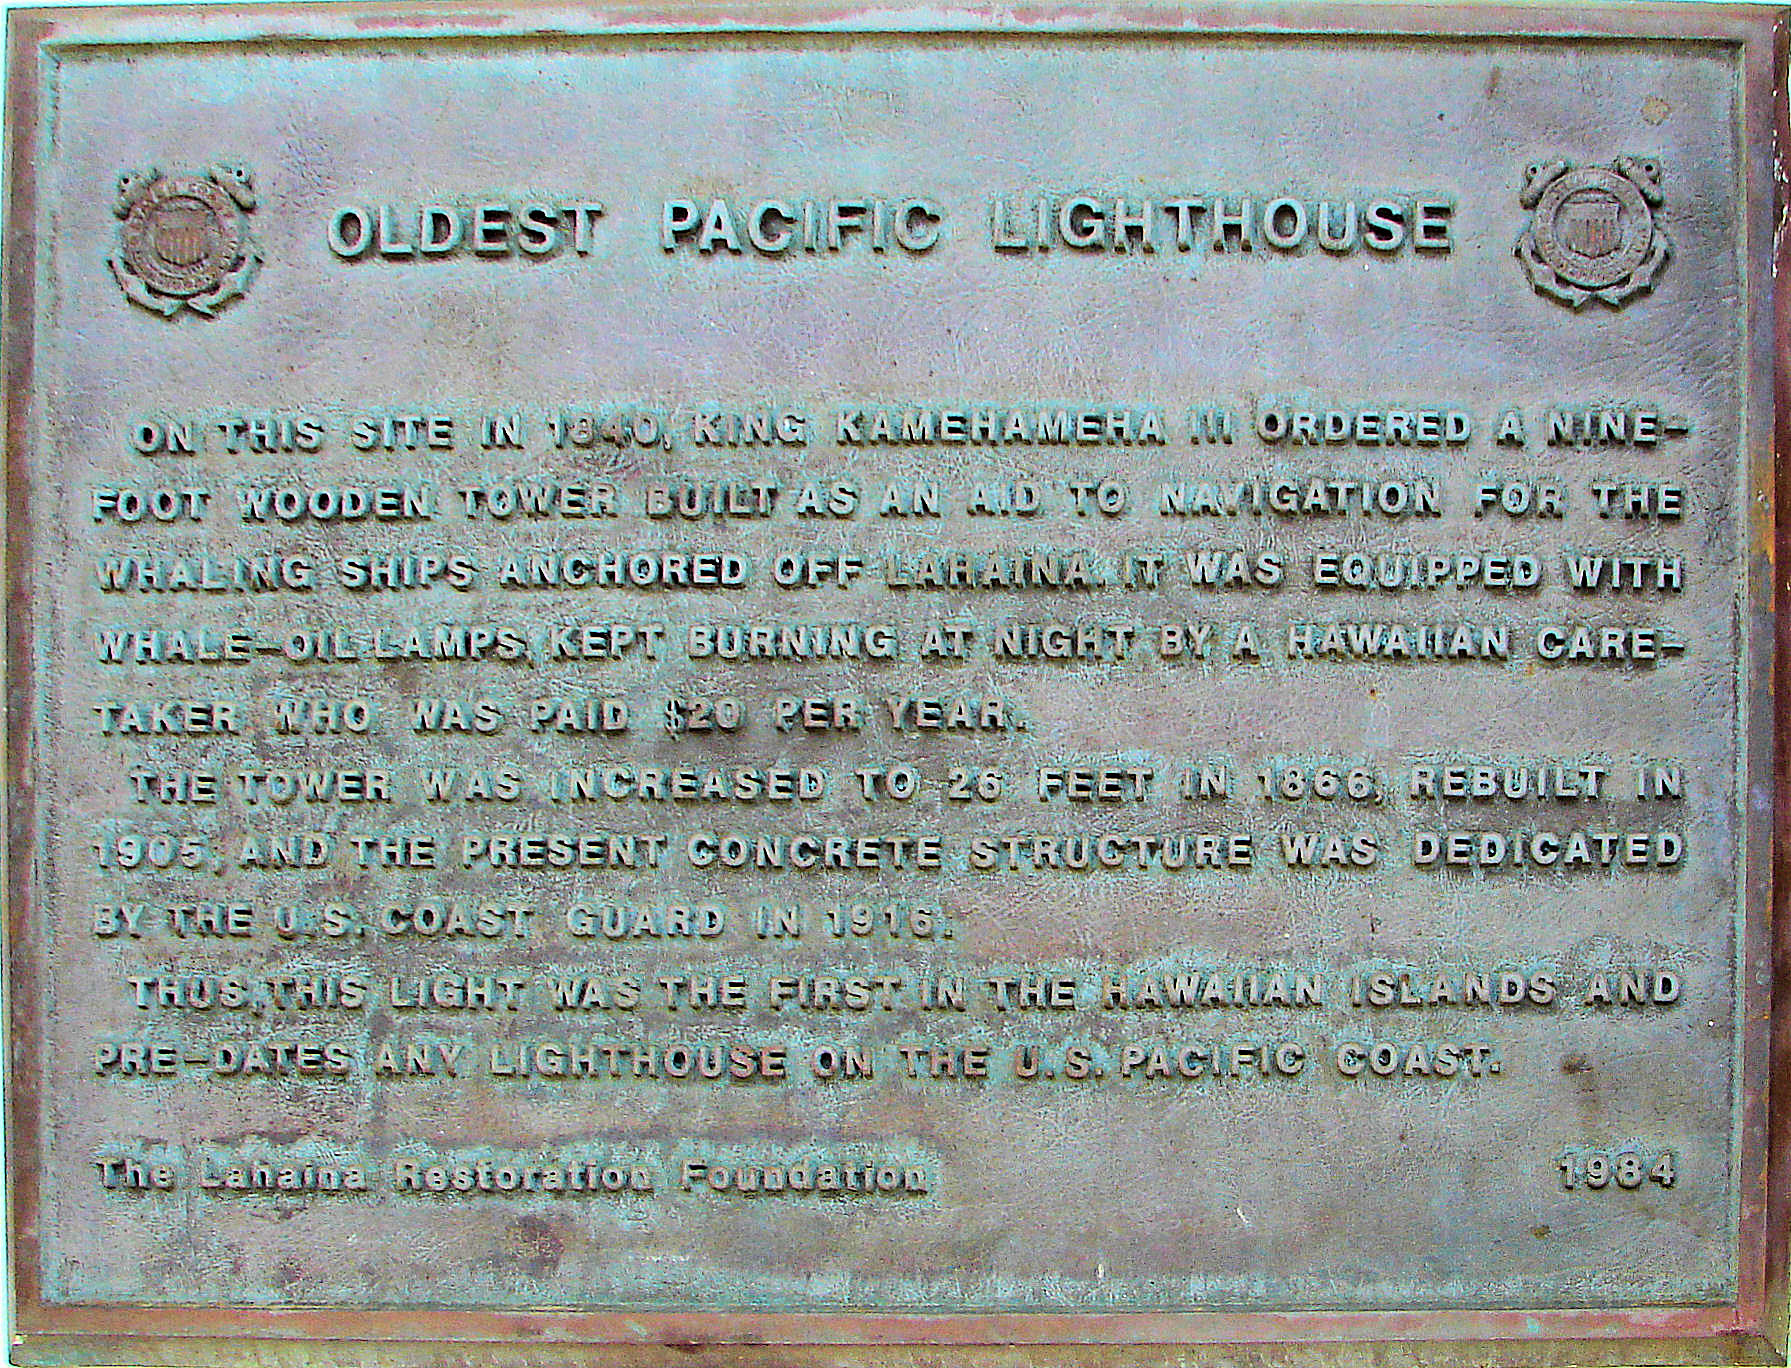 OLDEST PACIFIC LIGHTHOUSE
ON THIS SITE IN 1840, KING KAMEHAMEHA III ORDERED A NINE-
FOOT WOODEN TOWER BUILT AS AN AID TO NAVIGATION FOR THE
WHALING SHIPS ANCHORED OFF LAHAINA. IT WAS EQUIPPED WITH
WHALE-OIL LAMPS, KEPT BURNING AT NIGHT BY A HAWAIIAN CARE-
TAKER WHO WAS PAID $20 PER YEAR.
THE TOWER WAS INCREASED TO 26 FEET IN 1866, REBUILT IN
1905, AND THE PRESENT CONCRETE STRUCTURE WAS DEDICATED
BY THE U.S. COAST GUARD IN 1916.
THUS, THIS LIGHT WAS THE FIRST IN THE HAWAIIAN ISLANDS AND
PRE-DATES ANY LIGHTHOUSE ON THE U.S. PACIFIC COAST.
The Lahaina Restoration Foundation 1984